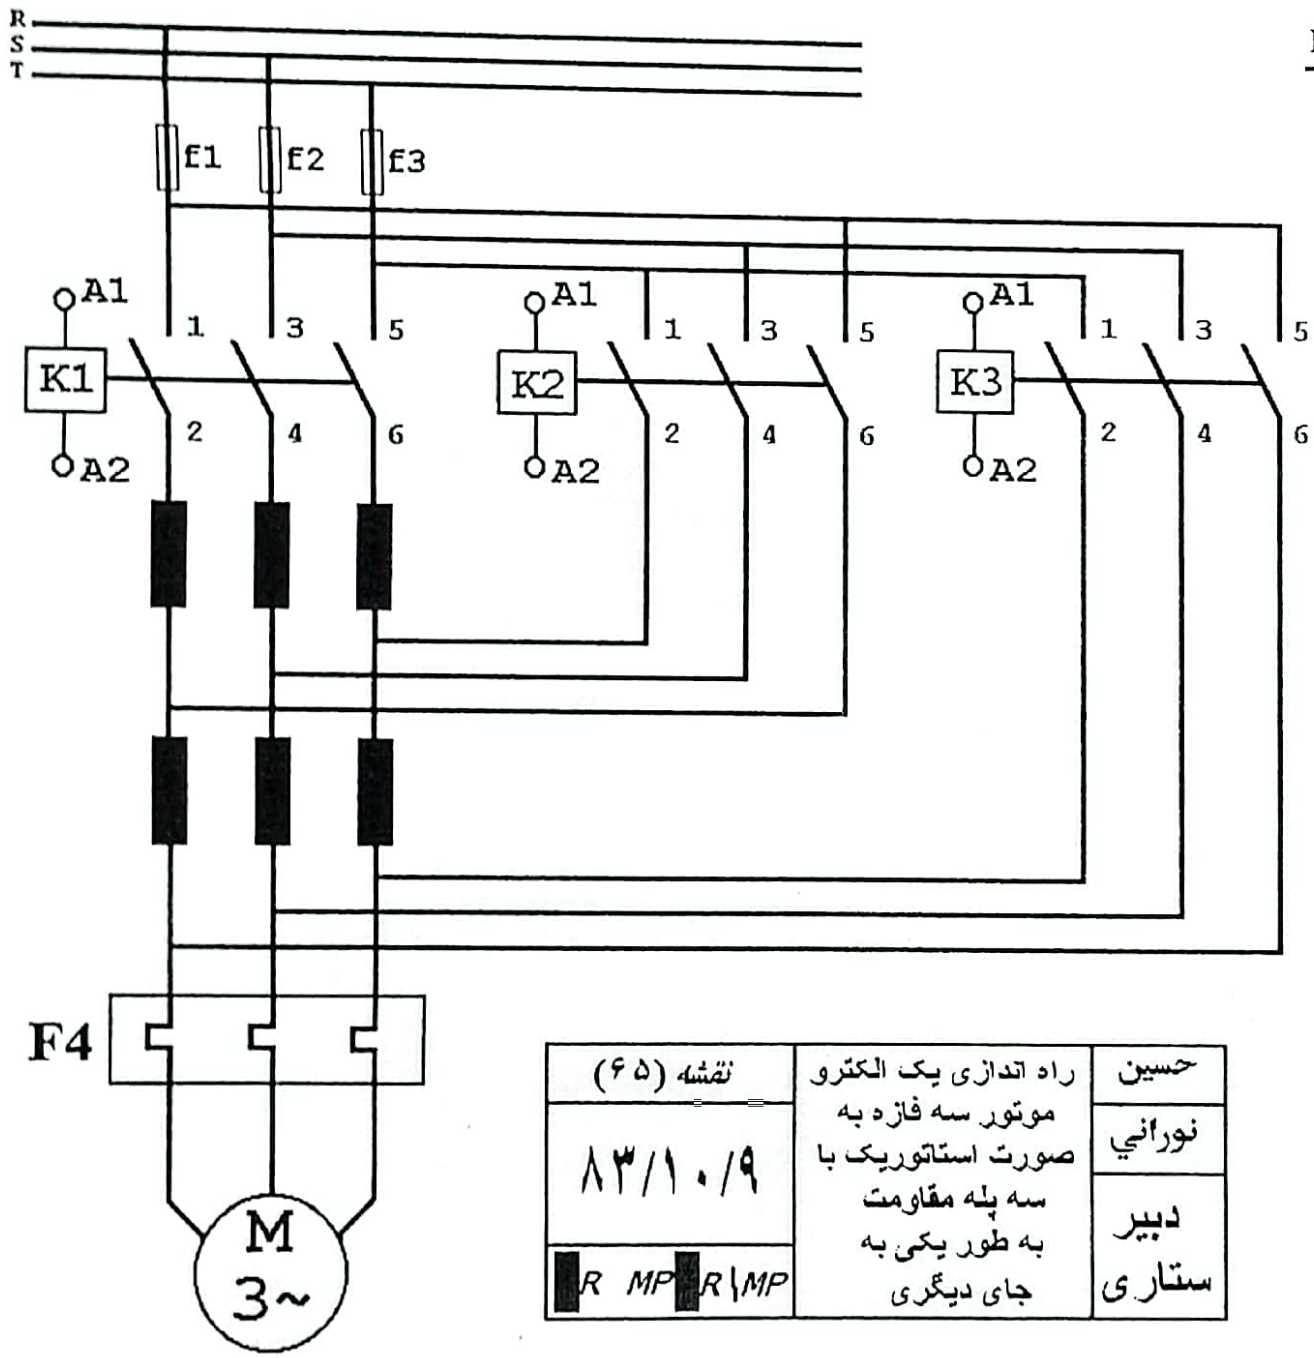 R
S
T
f1 f2 f3
A1 1 3 5 A1 1 3 5 A1 1 3 5
K1 K2 K3
A2 2 4 6 A2 2 4 6 A2 2 4 6
F4
M
3~
حسین
نورانی
دبیر
ستاری
راه اندازی یک الکترو
موتور سه فازه به
صورت استاتوریک با
سه پله مقاومت
به طور یکی به
جای دیگری
نقشه (۶۵)
۸۳/۱۰/۹
R MP R\MP